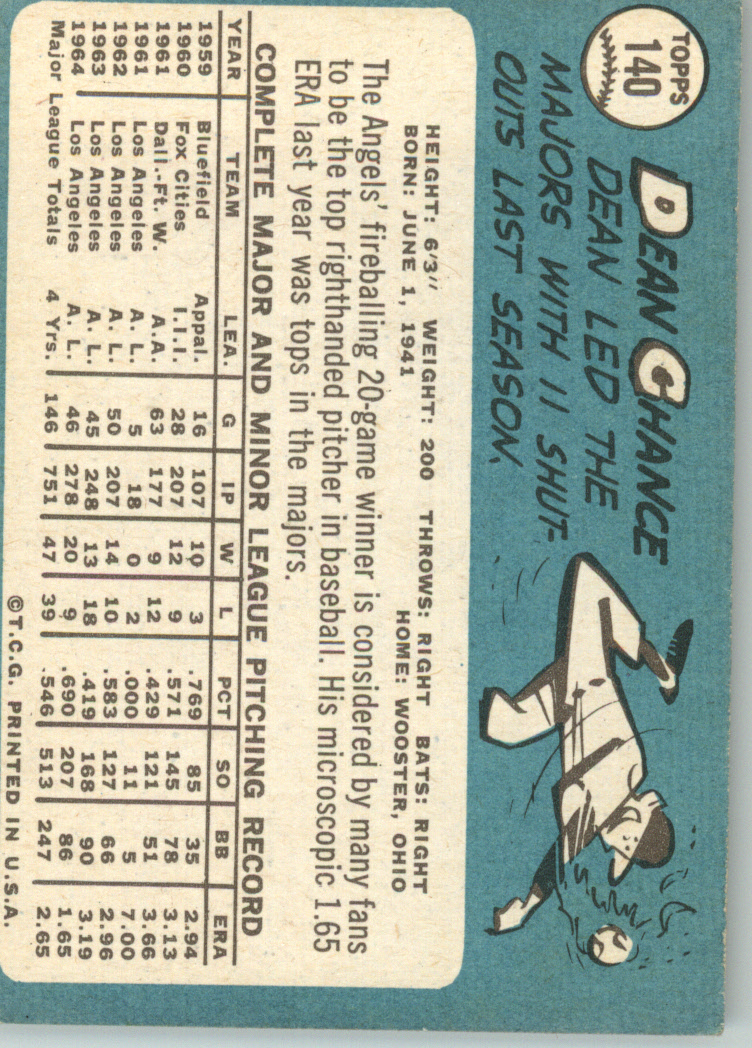 TOPPS
140
DEAN CHANCE
DEAN LED THE
MAJORS WITH 11 SHUT-
OUTS LAST SEASON.
HEIGHT: 6'3" WEIGHT: 200 THROWS: RIGHT BATS: RIGHT
BORN: JUNE 1, 1941 HOME: WOOSTER, OHIO
The Angels' fireballing 20-game winner is considered by many fans
to be the top righthanded pitcher in baseball. His microscopic 1.65
ERA last year was tops in the majors.
COMPLETE MAJOR AND MINOR LEAGUE PITCHING RECORD
YEAR TEAM LEA. G IP W L PCT SO BB ERA
1959 Bluefield Appal. 16 107 10 3 .769 85 35 2.94
1960 Fox Cities I.I.I. 28 207 12 9 .571 145 78 3.13
1961 Dall.-Ft. W. A.A. 63 177 9 12 .429 121 51 3.66
1961 Los Angeles A. L. 5 18 0 2 .000 11 5 7.00
1962 Los Angeles A. L. 50 207 14 10 .583 127 66 2.96
1963 Los Angeles A. L. 45 248 13 18 .419 168 90 3.19
1964 Los Angeles A. L. 46 278 20 9 .690 207 86 1.65
Major League Totals 4 Yrs. 146 751 47 39 .546 513 247 2.65
©T.C.G. PRINTED IN U.S.A.